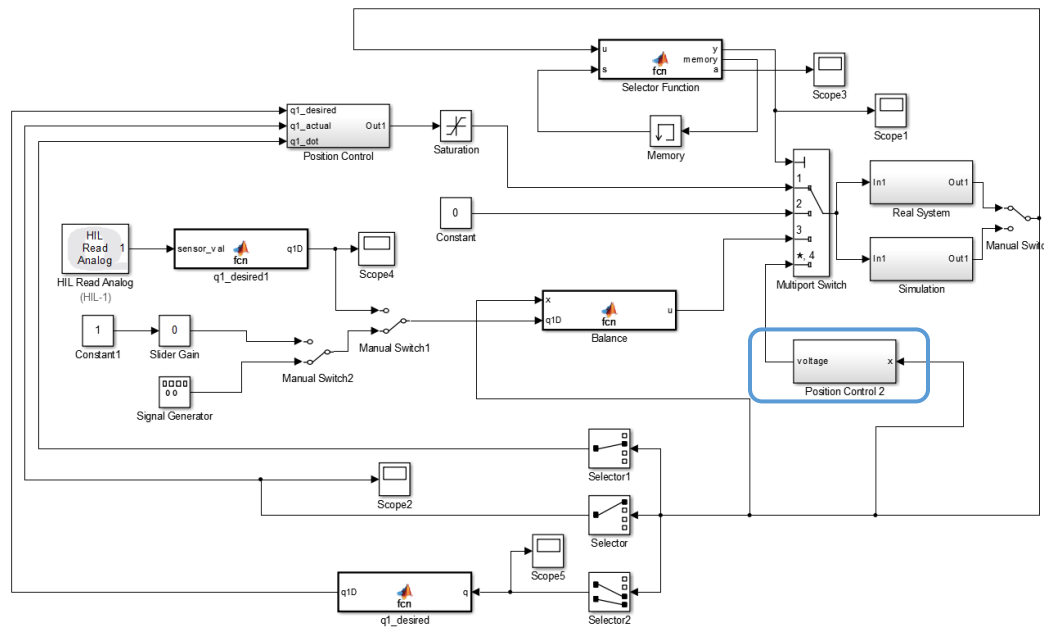 u
s
y
memory
a
fcn
Selector Function
Scope3
Scope1
Memory
q1_desired
q1_actual
q1_dot
Out1
Position Control
Saturation
0
Constant
1
2
3
*, 4
Multiport Switch
In1
Out1
Real System
In1
Out1
Simulation
Manual Switch
HIL
Read
Analog
1
HIL Read Analog
(HIL-1)
sensor_val
q1D
fcn
q1_desired1
Scope4
1
Constant1
0
Slider Gain
Manual Switch1
Manual Switch2
Signal Generator
x
q1D
u
fcn
Balance
voltage
x
Position Control 2
Selector1
Scope2
Selector
Scope5
q1D
q
fcn
q1_desired
Selector2